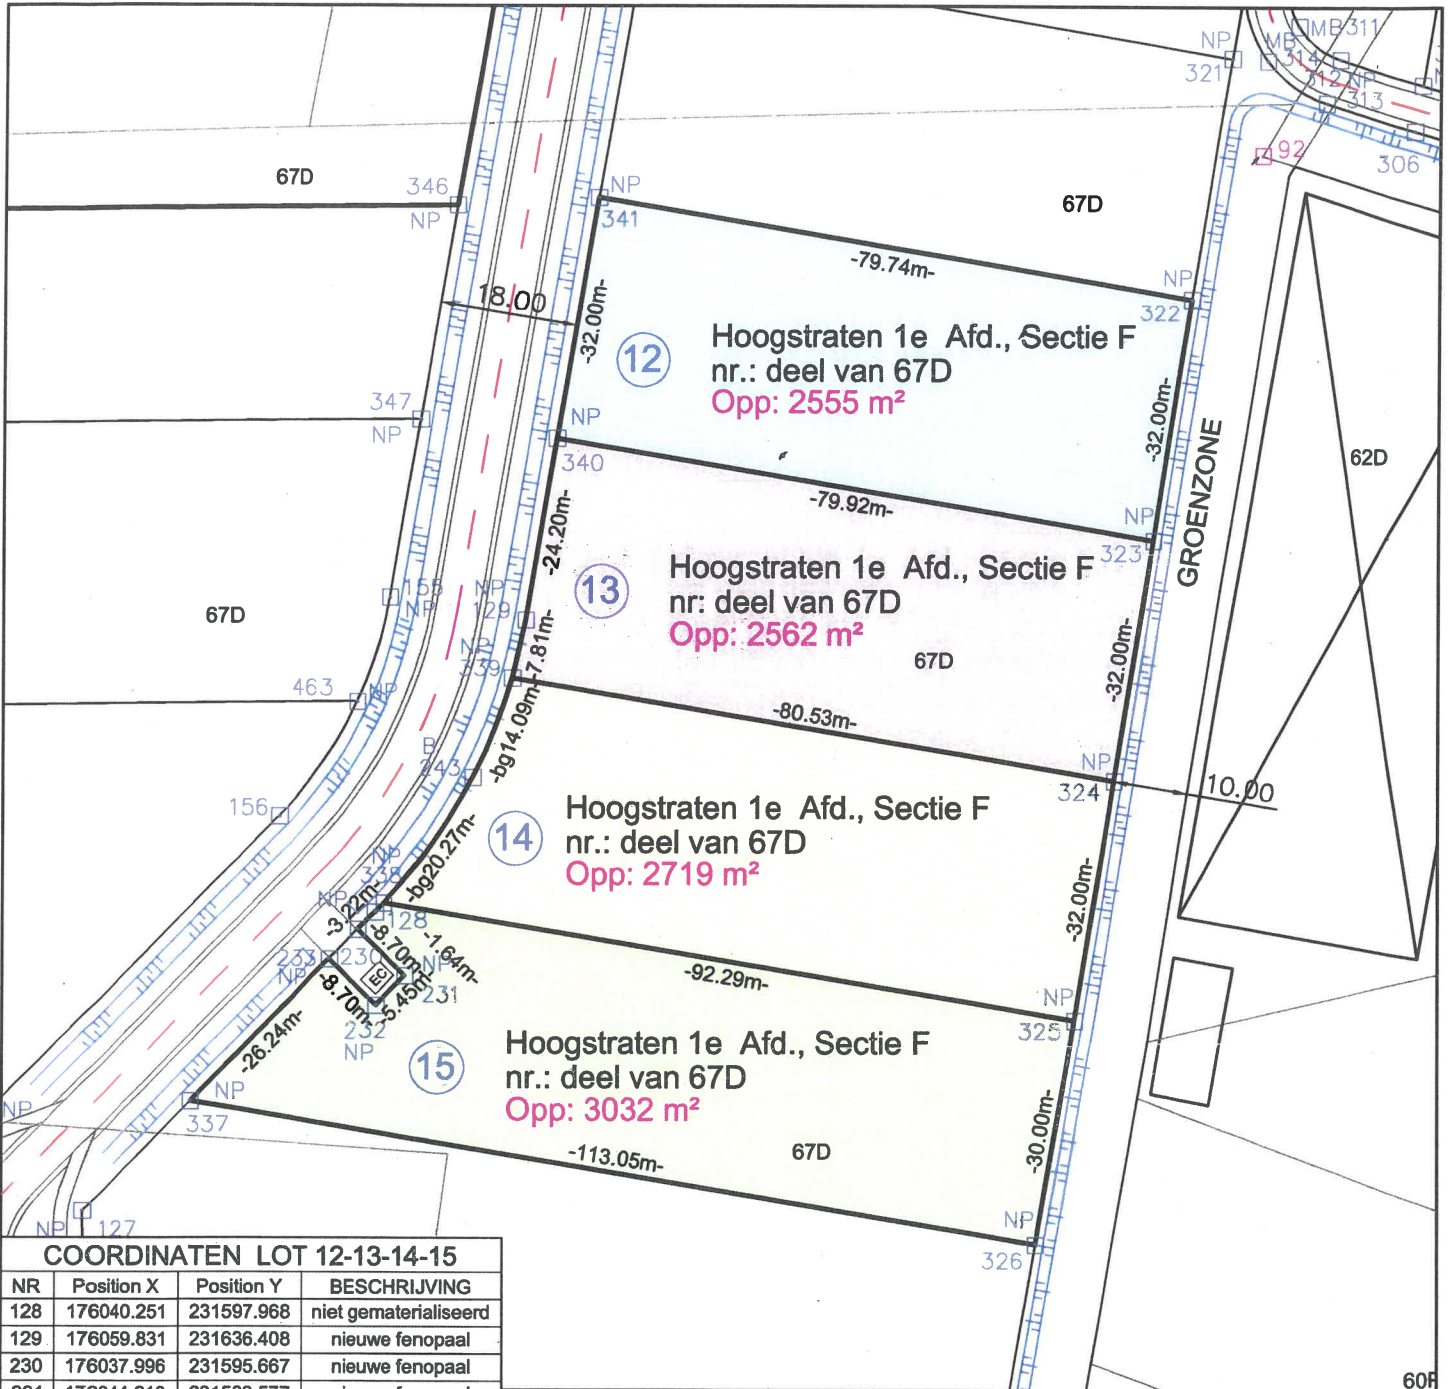 NP
321
MB
314
MB311
312
NP
313
306
92
67D
346
NP
NP
341
67D
-79.74m-
NP
322
18.00
-32.00m-
12
Hoogstraten 1e Afd., Sectie F
nr.: deel van 67D
Opp: 2555 m²
-32.00m-
347
NP
NP
340
GROENZONE
62D
-79.92m-
NP
323
-24.20m-
13
Hoogstraten 1e Afd., Sectie F
nr: deel van 67D
Opp: 2562 m²
67D
155
NP
NP
129
67D
-7.81m-
NP
339
-32.00m-
463
NP
-80.53m-
-bg14.09m-
B
243
NP
324
10.00
156
14
Hoogstraten 1e Afd., Sectie F
nr.: deel van 67D
Opp: 2719 m²
-bg20.27m-
NP
338
-32.00m-
NP
-3.22m-
128
-8.70m-
-1.64m-
233
230
NP
EC
NP
231
-92.29m-
-8.70m-
-5.45m-
232
NP
NP
325
-26.24m-
15
Hoogstraten 1e Afd., Sectie F
nr.: deel van 67D
Opp: 3032 m²
NP
NP
337
-113.05m-
67D
-30.00m-
NP
326
NP
127
COORDINATEN LOT 12-13-14-15
NR Position X Position Y BESCHRIJVING
128 176040.251 231597.968 niet gematerialiseerd
129 176059.831 231636.408 nieuwe fenopaal
230 176037.996 231595.667 nieuwe fenopaal